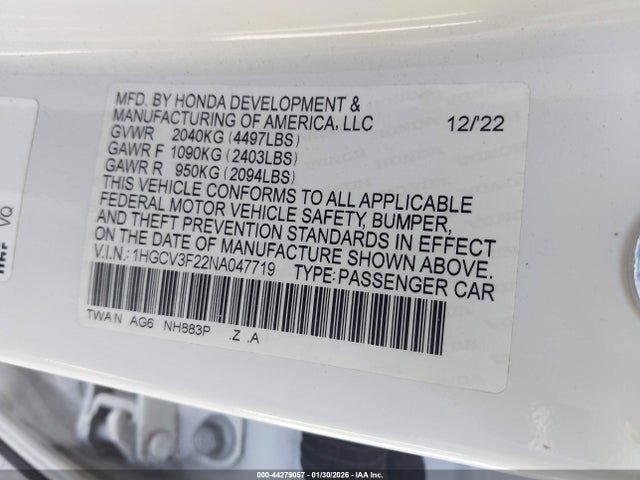 MFD. BY HONDA DEVELOPMENT &
MANUFACTURING OF AMERICA, LLC 12/'22
GVWR 2040KG (4497LBS)
GAWR F 1090KG (2403LBS)
GAWR R 950KG (2094LBS)
THIS VEHICLE CONFORMS TO ALL APPLICABLE
FEDERAL MOTOR VEHICLE SAFETY, BUMPER,
AND THEFT PREVENTION STANDARDS IN EFFECT
ON THE DATE OF MANUFACTURE SHOWN ABOVE.
V.I.N.: 1HGCV3F22NA047719 TYPE: PASSENGER CAR
TWA N AG6 NH883P .Z .A
VQ
000-44279057 - 01/30/2026 - IAA Inc.